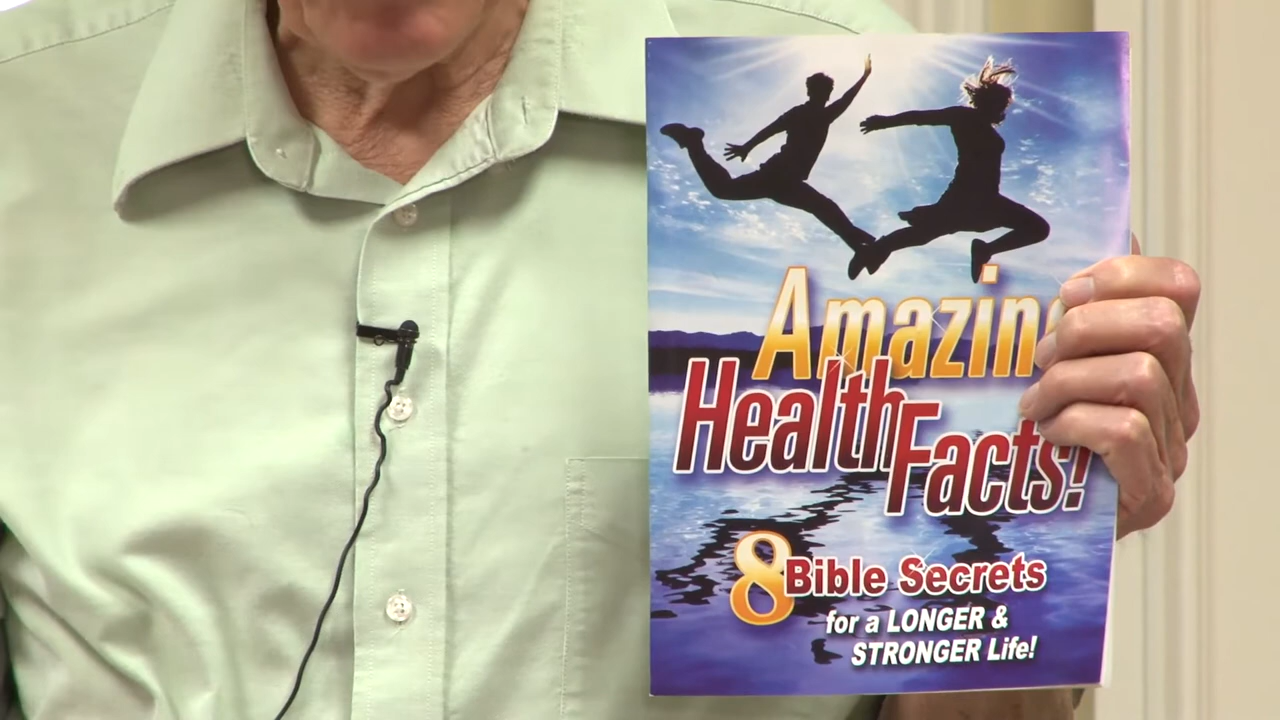 Amazin
Health
Facts!
8 Bible Secrets
for a LONGER &
STRONGER Life!